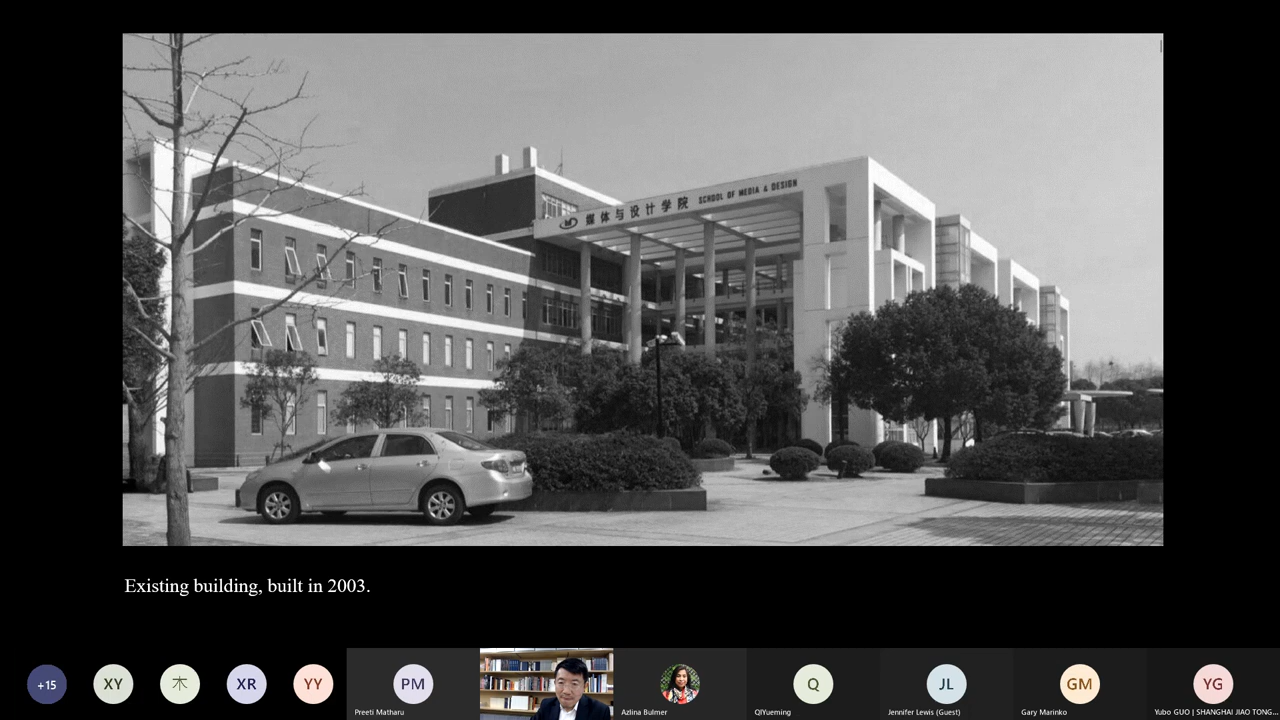 媒体与设计学院 SCHOOL OF MEDIA & DESIGN
Existing building, built in 2003.
+15
XY
木
XR
YY
PM
Preeti Matharu
Azlina Bulmer
Q
QIYueming
JL
Jennifer Lewis (Guest)
GM
Gary Marinko
YG
Yubo GUO | SHANGHAI JIAO TONG...